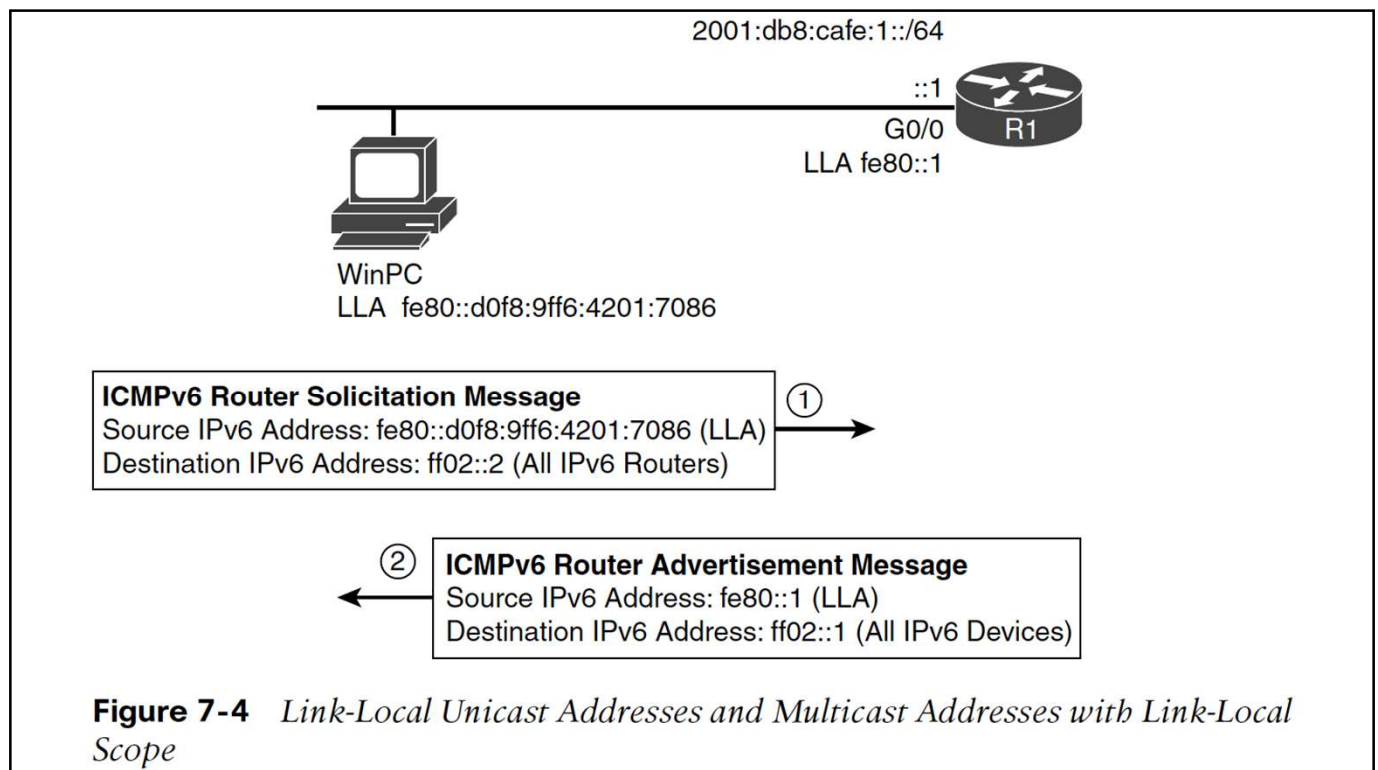 2001:db8:cafe:1::/64
::1
G0/0
R1
LLA fe80::1
WinPC
LLA fe80::d0f8:9ff6:4201:7086
ICMPv6 Router Solicitation Message
Source IPv6 Address: fe80::d0f8:9ff6:4201:7086 (LLA)
Destination IPv6 Address: ff02::2 (All IPv6 Routers)
1
2
ICMPv6 Router Advertisement Message
Source IPv6 Address: fe80::1 (LLA)
Destination IPv6 Address: ff02::1 (All IPv6 Devices)
Figure 7-4 Link-Local Unicast Addresses and Multicast Addresses with Link-Local
Scope